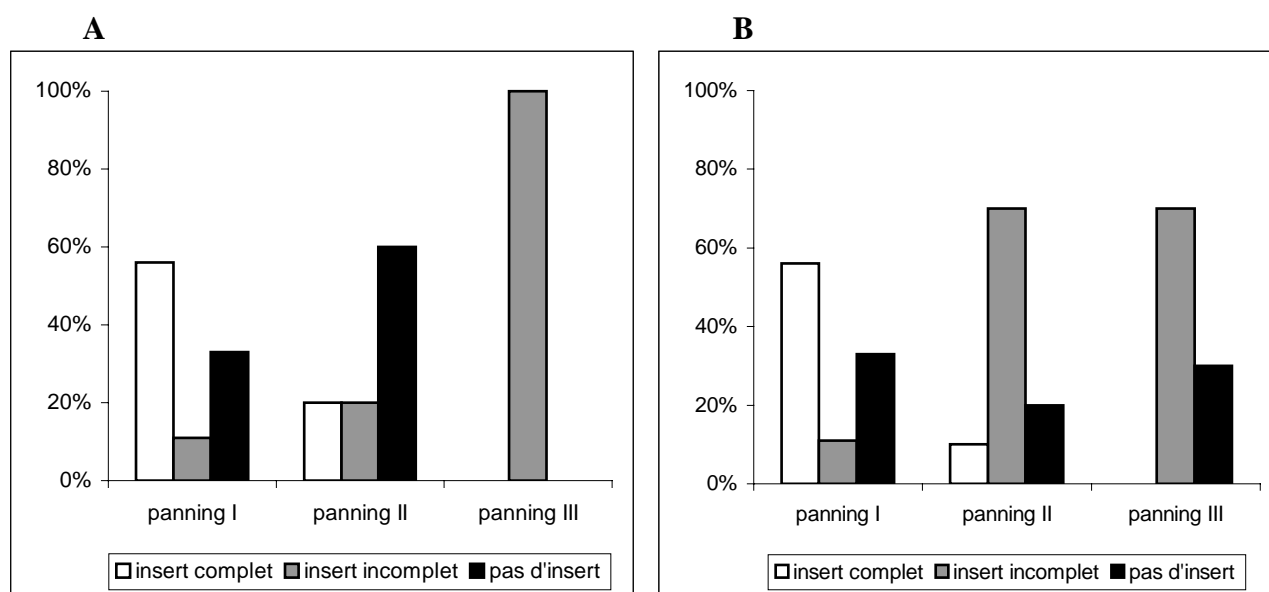 A
100%
80%
60%
40%
20%
0%
panning I panning II panning III
insert complet insert incomplet pas d'insert
B
100%
80%
60%
40%
20%
0%
panning I panning II panning III
insert complet insert incomplet pas d'insert